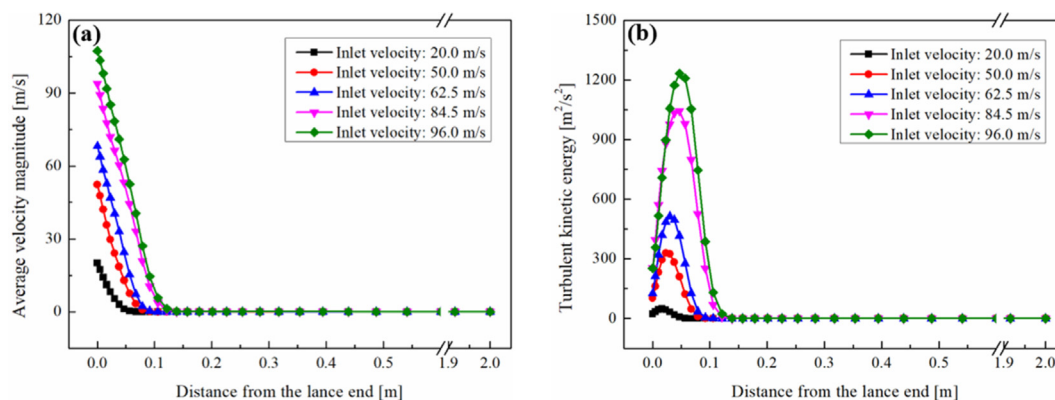 (a)
Average velocity magnitude [m/s]
120
90
60
30
0
Inlet velocity: 20.0 m/s
Inlet velocity: 50.0 m/s
Inlet velocity: 62.5 m/s
Inlet velocity: 84.5 m/s
Inlet velocity: 96.0 m/s
0.0 0.1 0.2 0.3 0.4 0.5 1.9 2.0
Distance from the lance end [m]
(b)
Turbulent kinetic energy [m²/s²]
1500
1200
900
600
300
0
Inlet velocity: 20.0 m/s
Inlet velocity: 50.0 m/s
Inlet velocity: 62.5 m/s
Inlet velocity: 84.5 m/s
Inlet velocity: 96.0 m/s
0.0 0.1 0.2 0.3 0.4 0.5 1.9 2.0
Distance from the lance end [m]